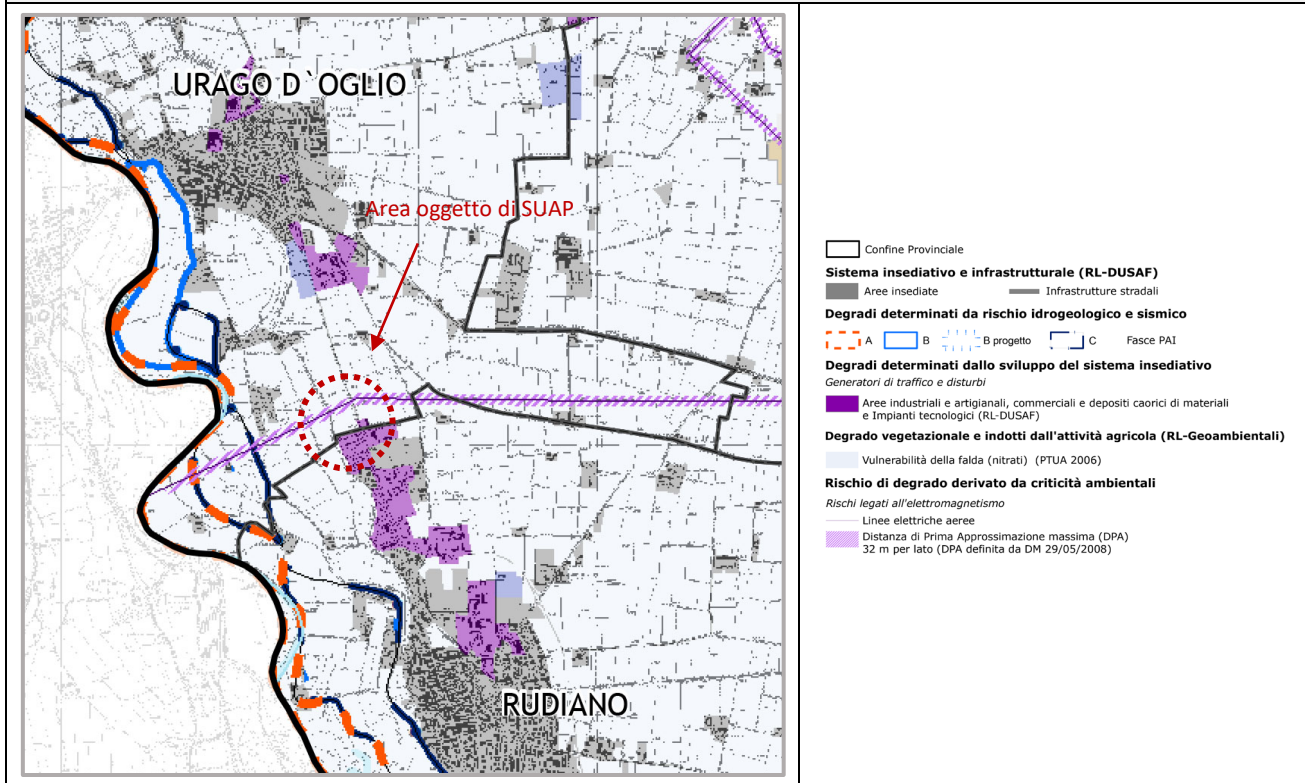 URAGO D`OGLIO
Area oggetto di SUAP
RUDIANO
Confine Provinciale
Sistema insediativo e infrastrutturale (RL-DUSAF)
Aree insediate Infrastrutture stradali
Degradi determinati da rischio idrogeologico e sismico
A B B progetto C Fasce PAI
Degradi determinati dallo sviluppo del sistema insediativo
Generatori di traffico e disturbi
Aree industriali e artigianali, commerciali e depositi caorici di materiali
e Impianti tecnologici (RL-DUSAF)
Degrado vegetazionale e indotti dall'attività agricola (RL-Geoambientali)
Vulnerabilità della falda (nitrati) (PTUA 2006)
Rischio di degrado derivato da criticità ambientali
Rischi legati all'elettromagnetismo
Linee elettriche aeree
Distanza di Prima Approssimazione massima (DPA)
32 m per lato (DPA definita da DM 29/05/2008)